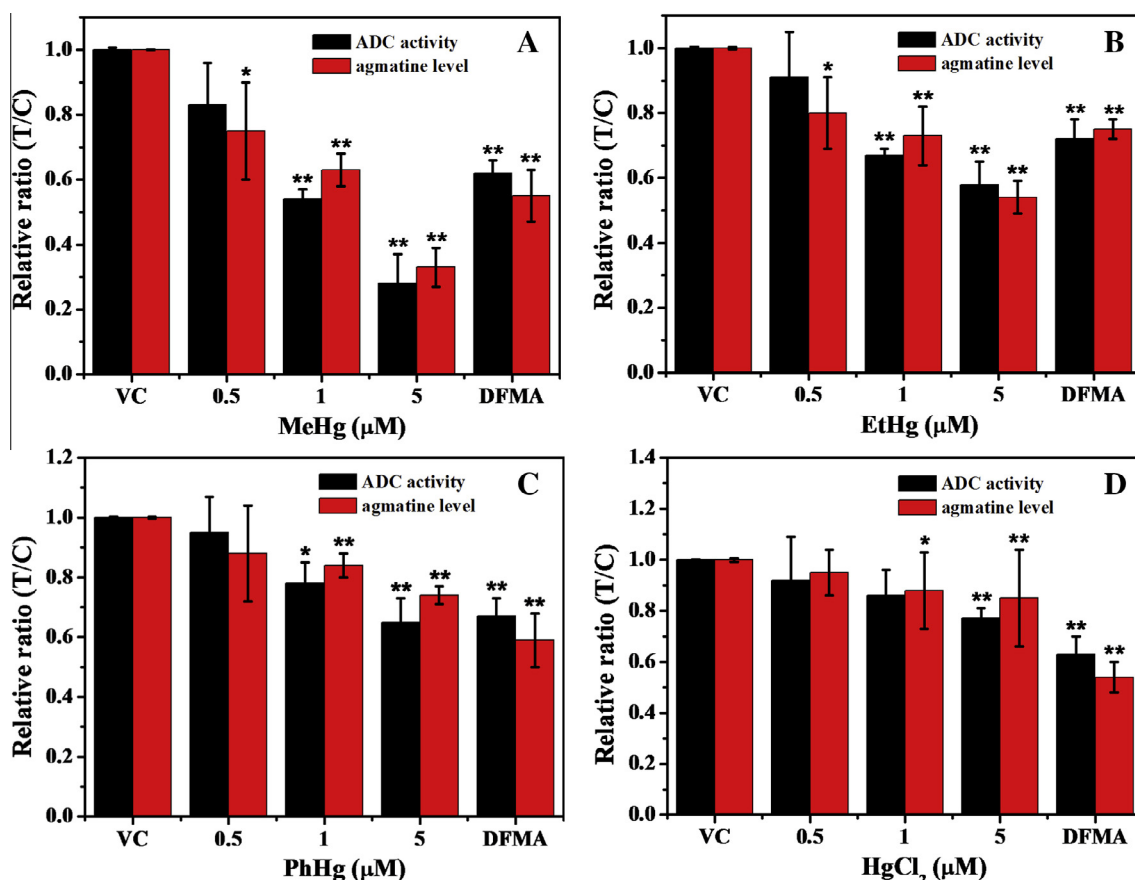 A
ADC activity
agmatine level
Relative ratio (T/C)
1.0
0.8
0.6
0.4
0.2
0.0
*
**
**
**
**
**
**
VC 0.5 1 5 DFMA
MeHg (μM)
B
ADC activity
agmatine level
Relative ratio (T/C)
1.0
0.8
0.6
0.4
0.2
0.0
*
**
**
**
**
**
**
VC 0.5 1 5 DFMA
EtHg (μM)
C
ADC activity
agmatine level
Relative ratio (T/C)
1.2
1.0
0.8
0.6
0.4
0.2
0.0
*
**
**
**
**
**
VC 0.5 1 5 DFMA
PhHg (μM)
D
ADC activity
agmatine level
Relative ratio (T/C)
1.4
1.2
1.0
0.8
0.6
0.4
0.2
0.0
*
**
**
**
**
VC 0.5 1 5 DFMA
HgCl₂ (μM)